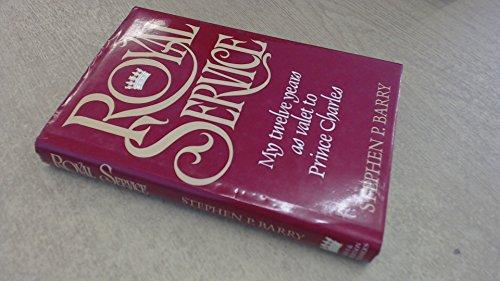 ROYAL
SERVICE
My twelve years
as valet to
Prince Charles
STEPHEN P. BARRY
ROYAL SERVICE
STEPHEN P. BARRY